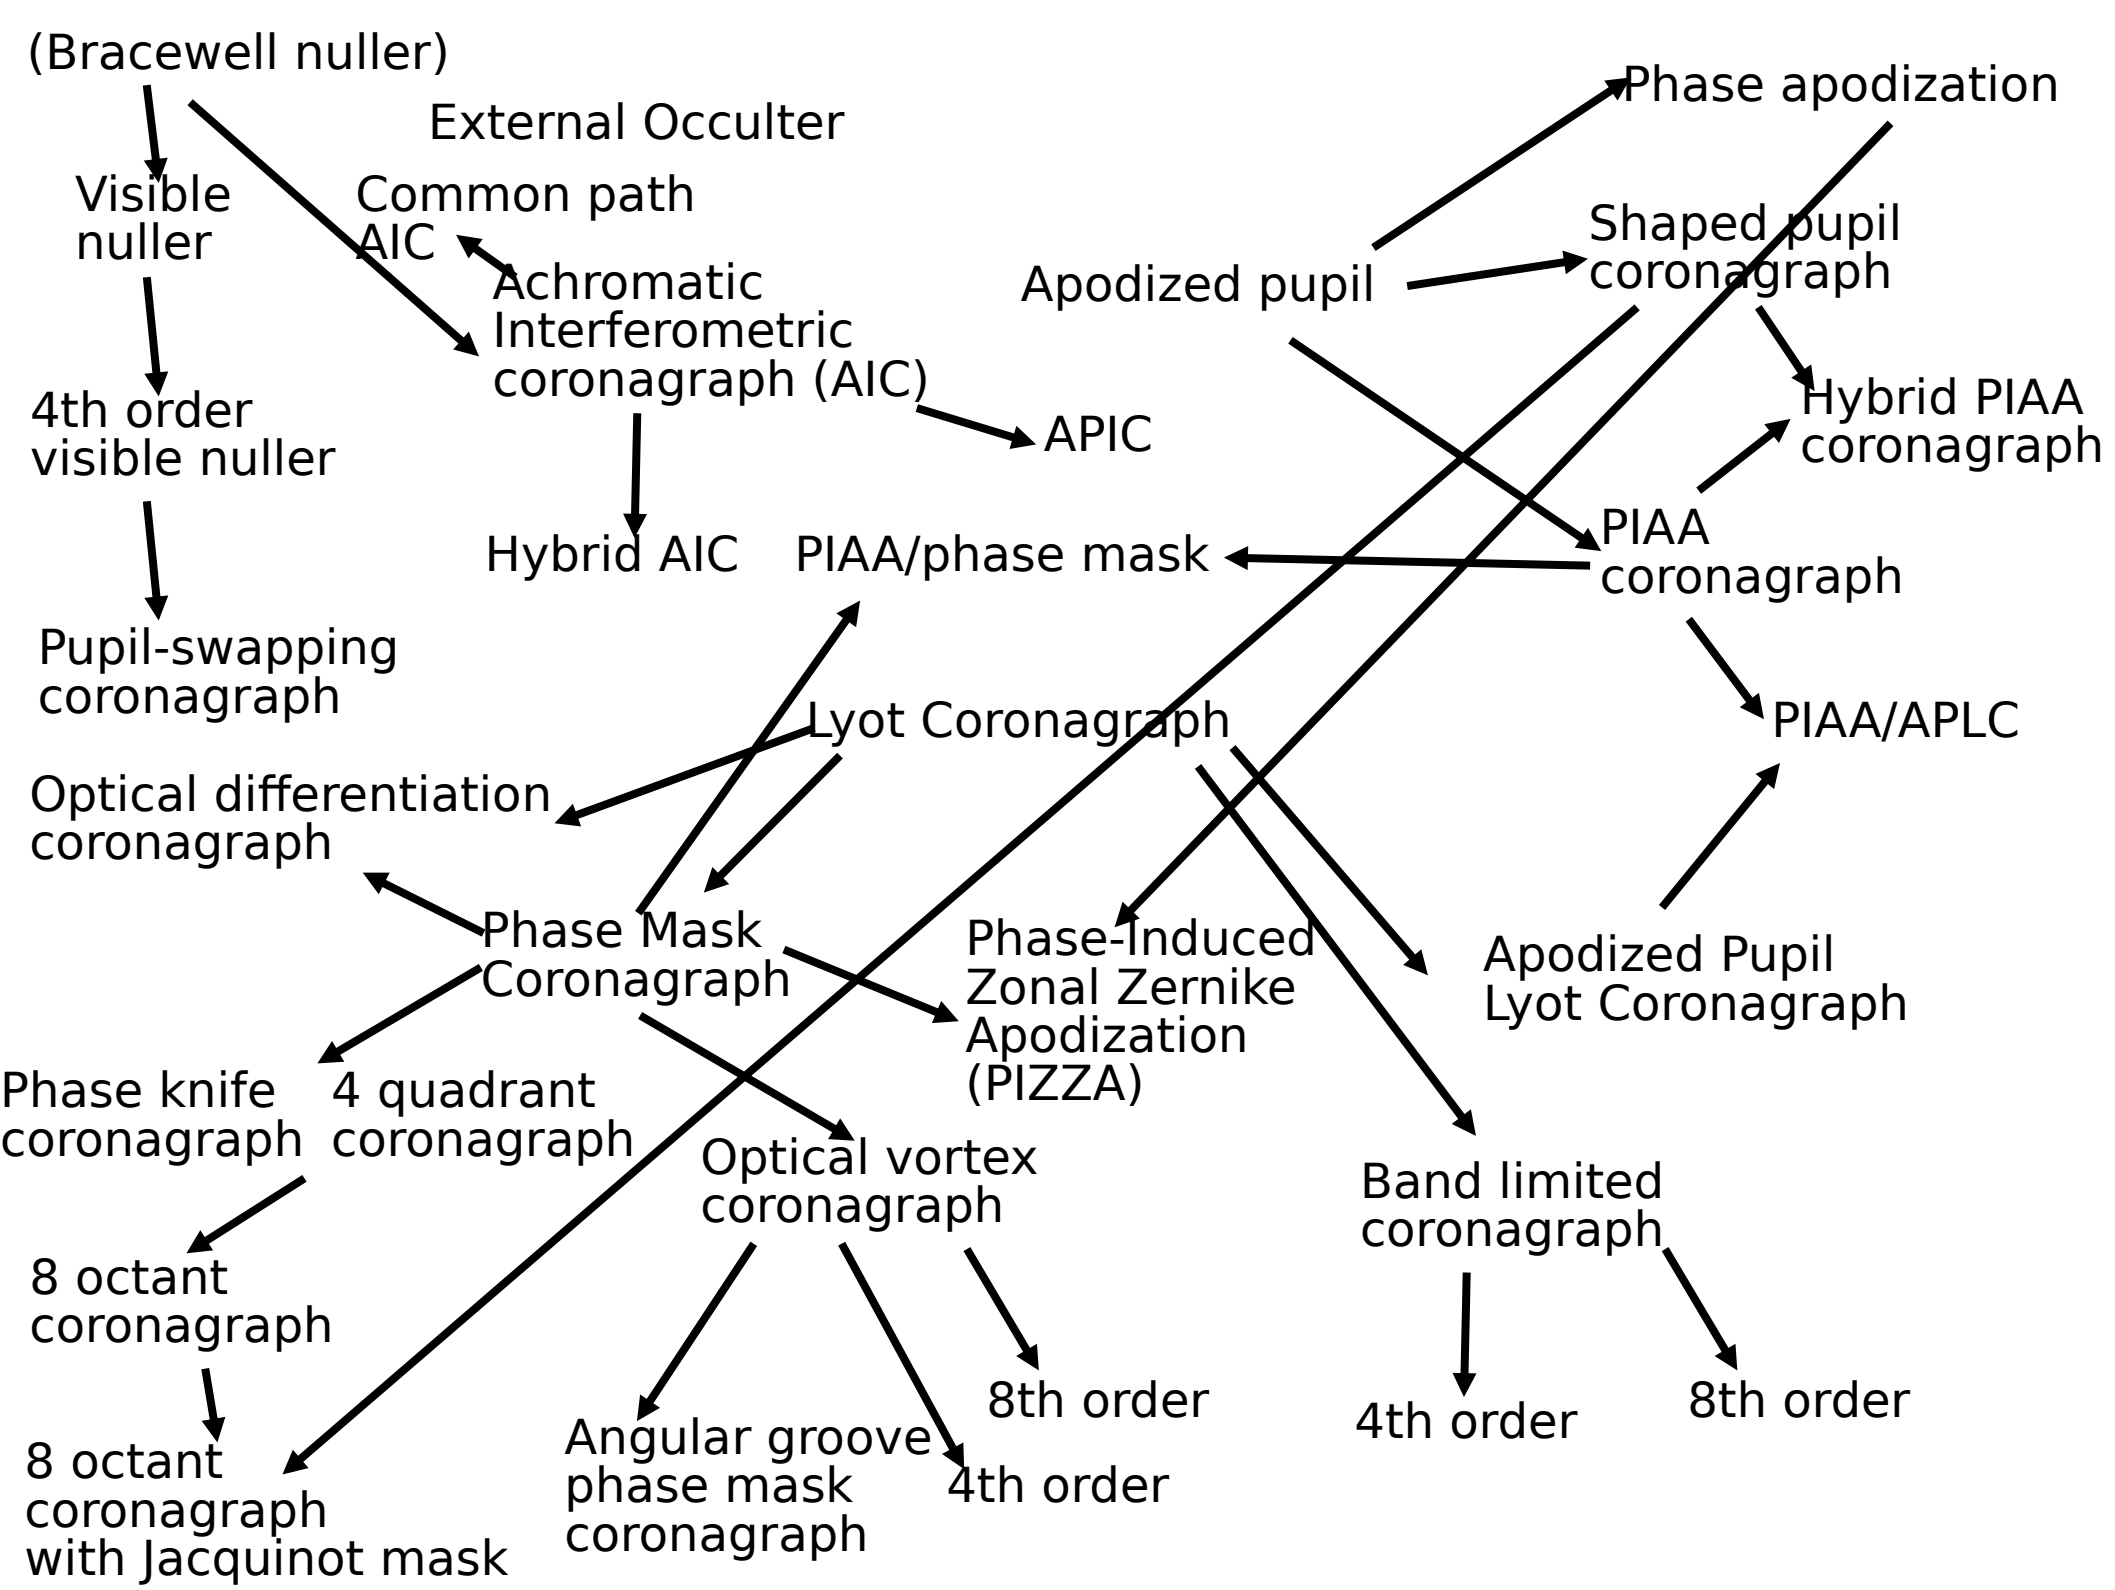 (Bracewell nuller)
Phase apodization
External Occulter
Visible
nuller
Common path
AIC
Shaped pupil
coronagraph
Achromatic
Interferometric
coronagraph (AIC)
Apodized pupil
4th order
visible nuller
APIC
Hybrid PIAA
coronagraph
Hybrid AIC
PIAA/phase mask
PIAA
coronagraph
Pupil-swapping
coronagraph
Lyot Coronagraph
PIAA/APLC
Optical differentiation
coronagraph
Phase Mask
Coronagraph
Phase-Induced
Zonal Zernike
Apodization
(PIZZA)
Apodized Pupil
Lyot Coronagraph
Phase knife
coronagraph
4 quadrant
coronagraph
Optical vortex
coronagraph
Band limited
coronagraph
8 octant
coronagraph
8th order
4th order
8th order
8 octant
coronagraph
with Jacquinot mask
Angular groove
phase mask
coronagraph
4th order